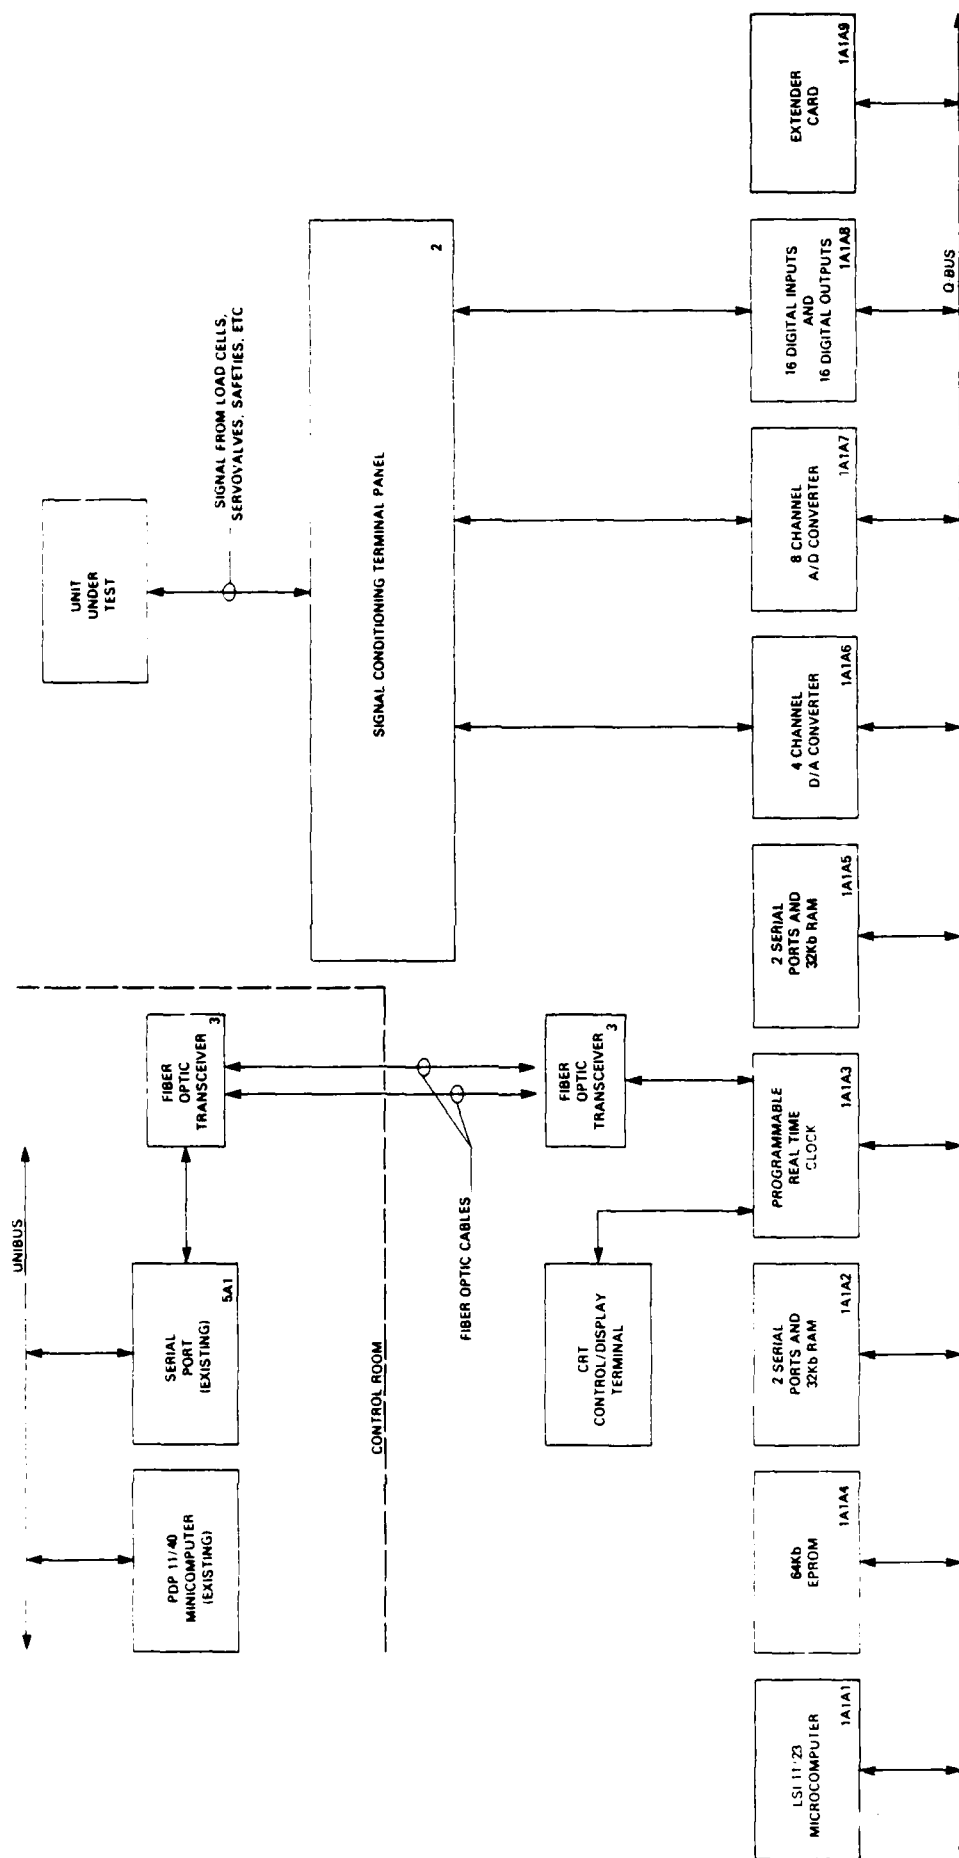 UNIBUS
PDP 11/40
MINICOMPUTER
(EXISTING)
SERIAL
PORT
(EXISTING)
5A1
FIBER
OPTIC
TRANSCEIVER
3
CONTROL ROOM
UNIT
UNDER
TEST
SIGNAL FROM LOAD CELLS,
SERVOVALVES, SAFETIES, ETC
SIGNAL CONDITIONING TERMINAL PANEL
2
FIBER OPTIC CABLES
CRT
CONTROL/DISPLAY
TERMINAL
FIBER
OPTIC
TRANSCEIVER
3
LSI 11/23
MICROCOMPUTER
1A1A1
64Kb
EPROM
1A1A4
2 SERIAL
PORTS AND
32Kb RAM
1A1A2
PROGRAMMABLE
REAL TIME
CLOCK
1A1A3
2 SERIAL
PORTS AND
32Kb RAM
1A1A5
4 CHANNEL
D/A CONVERTER
1A1A6
8 CHANNEL
A/D CONVERTER
1A1A7
16 DIGITAL INPUTS
AND
16 DIGITAL OUTPUTS
1A1A8
EXTENDER
CARD
1A1A9
Q-BUS